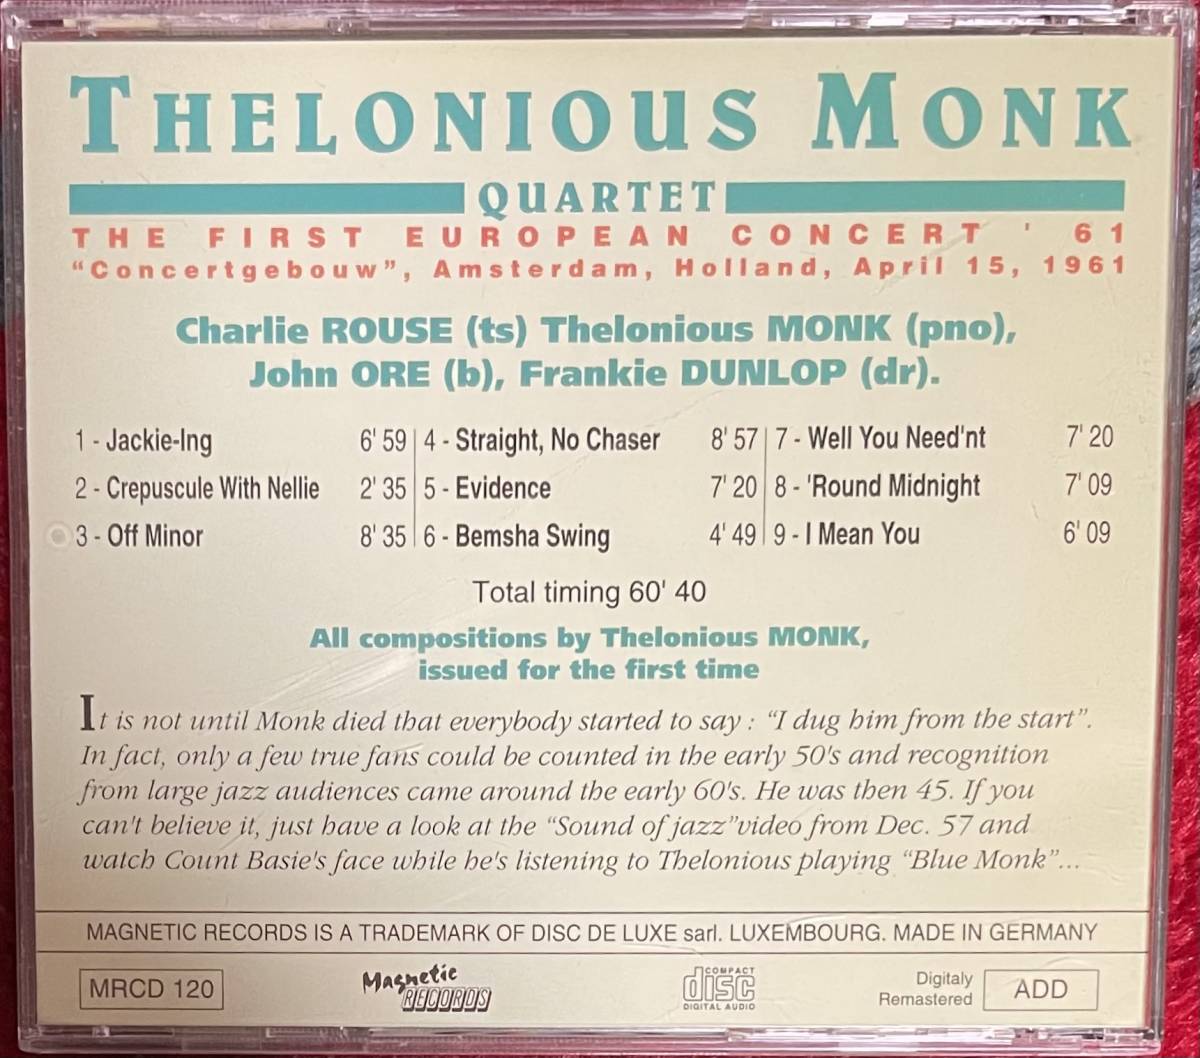 THELONIOUS MONK
QUARTET
THE FIRST EUROPEAN CONCERT ' 61
"Concertgebouw", Amsterdam, Holland, April 15, 1961
Charlie ROUSE (ts) Thelonious MONK (pno),
John ORE (b), Frankie DUNLOP (dr).
1 - Jackie-Ing 6' 59
2 - Crepuscule With Nellie 2' 35
3 - Off Minor 8' 35
4 - Straight, No Chaser 8' 57
5 - Evidence 7' 20
6 - Bemsha Swing 4' 49
7 - Well You Need'nt 7' 20
8 - 'Round Midnight 7' 09
9 - I Mean You 6' 09
Total timing 60' 40
All compositions by Thelonious MONK,
issued for the first time
It is not until Monk died that everybody started to say : "I dug him from the start".
In fact, only a few true fans could be counted in the early 50's and recognition
from large jazz audiences came around the early 60's. He was then 45. If you
can't believe it, just have a look at the "Sound of jazz"video from Dec. 57 and
watch Count Basie's face while he's listening to Thelonious playing "Blue Monk"...
MAGNETIC RECORDS IS A TRADEMARK OF DISC DE LUXE sarl. LUXEMBOURG. MADE IN GERMANY
MRCD 120
Magnetic
RECORDS
COMPACT
disc
DIGITAL AUDIO
Digitaly
Remastered
ADD